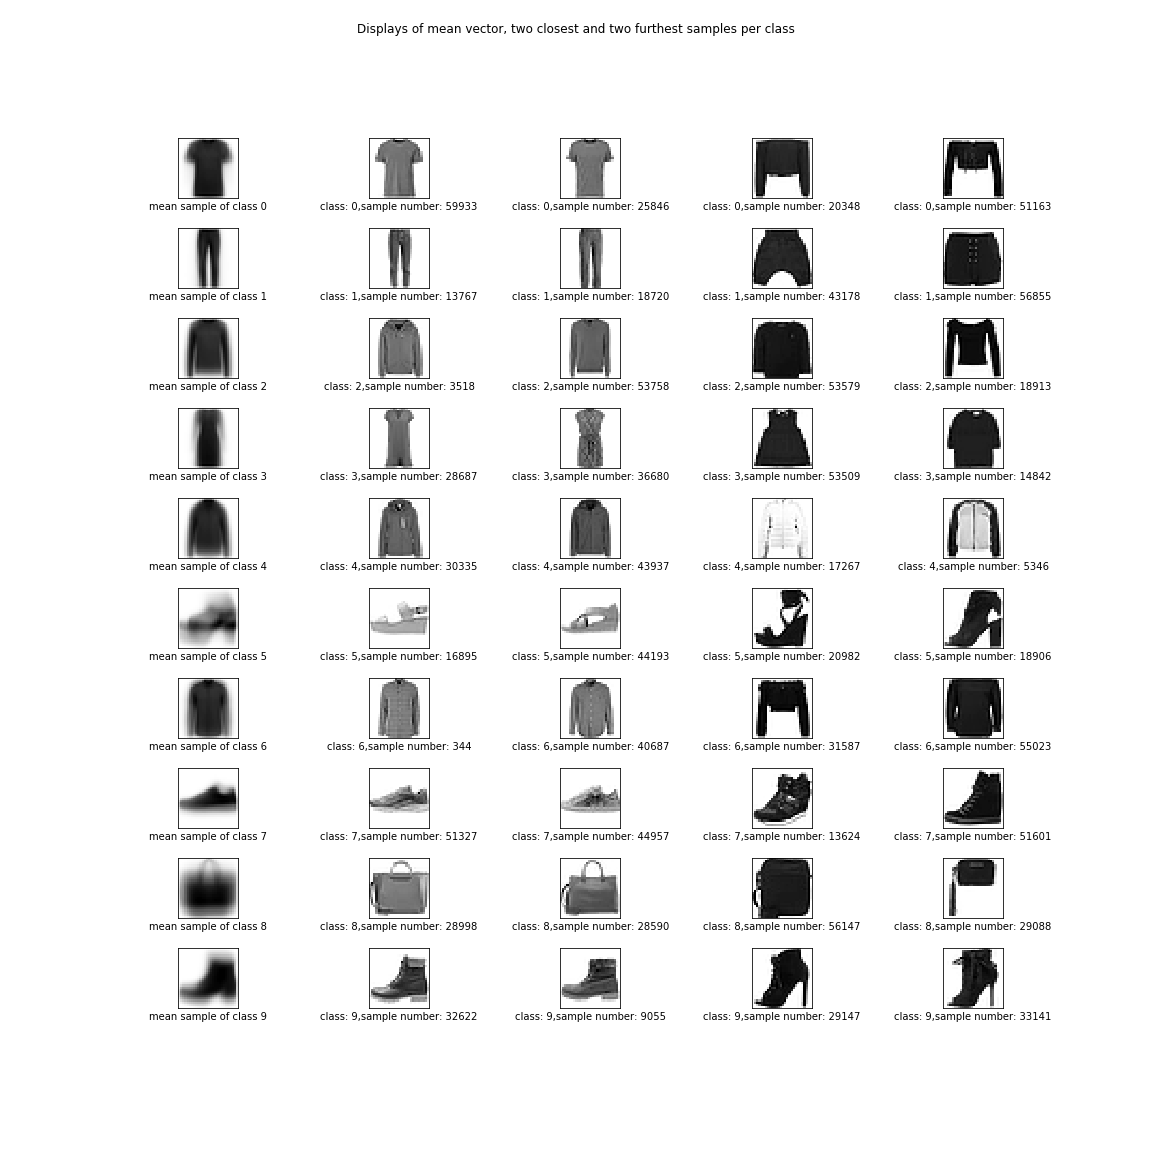 Displays of mean vector, two closest and two furthest samples per class
mean sample of class 0
class: 0,sample number: 59933
class: 0,sample number: 25846
class: 0,sample number: 20348
class: 0,sample number: 51163
mean sample of class 1
class: 1,sample number: 13767
class: 1,sample number: 18720
class: 1,sample number: 43178
class: 1,sample number: 56855
mean sample of class 2
class: 2,sample number: 3518
class: 2,sample number: 53758
class: 2,sample number: 53579
class: 2,sample number: 18913
mean sample of class 3
class: 3,sample number: 28687
class: 3,sample number: 36680
class: 3,sample number: 53509
class: 3,sample number: 14842
mean sample of class 4
class: 4,sample number: 30335
class: 4,sample number: 43937
class: 4,sample number: 17267
class: 4,sample number: 5346
mean sample of class 5
class: 5,sample number: 16895
class: 5,sample number: 44193
class: 5,sample number: 20982
class: 5,sample number: 18906
mean sample of class 6
class: 6,sample number: 344
class: 6,sample number: 40687
class: 6,sample number: 31587
class: 6,sample number: 55023
mean sample of class 7
class: 7,sample number: 51327
class: 7,sample number: 44957
class: 7,sample number: 13624
class: 7,sample number: 51601
mean sample of class 8
class: 8,sample number: 28998
class: 8,sample number: 28590
class: 8,sample number: 56147
class: 8,sample number: 29088
mean sample of class 9
class: 9,sample number: 32622
class: 9,sample number: 9055
class: 9,sample number: 29147
class: 9,sample number: 33141